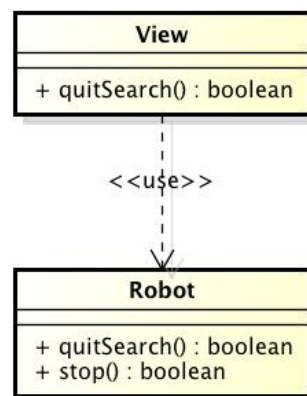 View
+ quitSearch() : boolean
<<use>>
Robot
+ quitSearch() : boolean
+ stop() : boolean